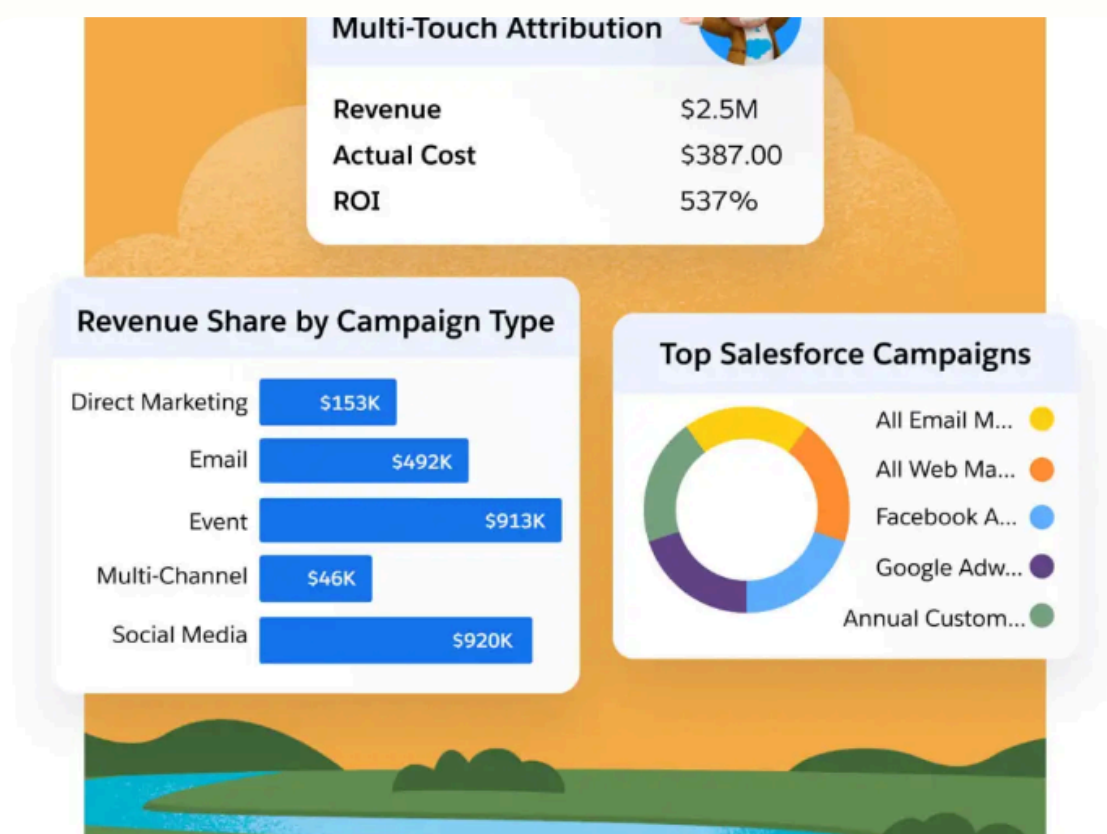 Multi-Touch Attribution
Revenue $2.5M
Actual Cost $387.00
ROI 537%
Revenue Share by Campaign Type
Direct Marketing $153K
Email $492K
Event $913K
Multi-Channel $46K
Social Media $920K
Top Salesforce Campaigns
All Email M...
All Web Ma...
Facebook A...
Google Adw...
Annual Custom...